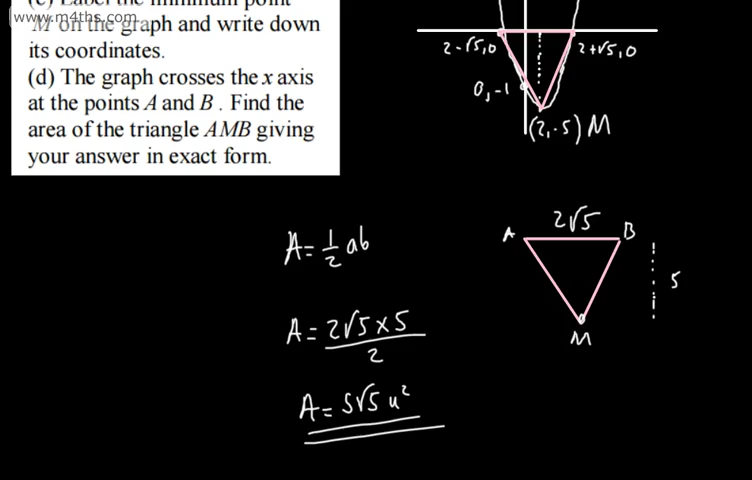 www.m4ths.com
M on the graph and write down
its coordinates.
(d) The graph crosses the x axis
at the points A and B . Find the
area of the triangle AMB giving
your answer in exact form.
2-√5,0
2+√5,0
0,-1
(2,-5) M
A = 1/2 ab
A = 2√5 × 5 / 2
A = 5√5 u²
2√5
A
B
5
M